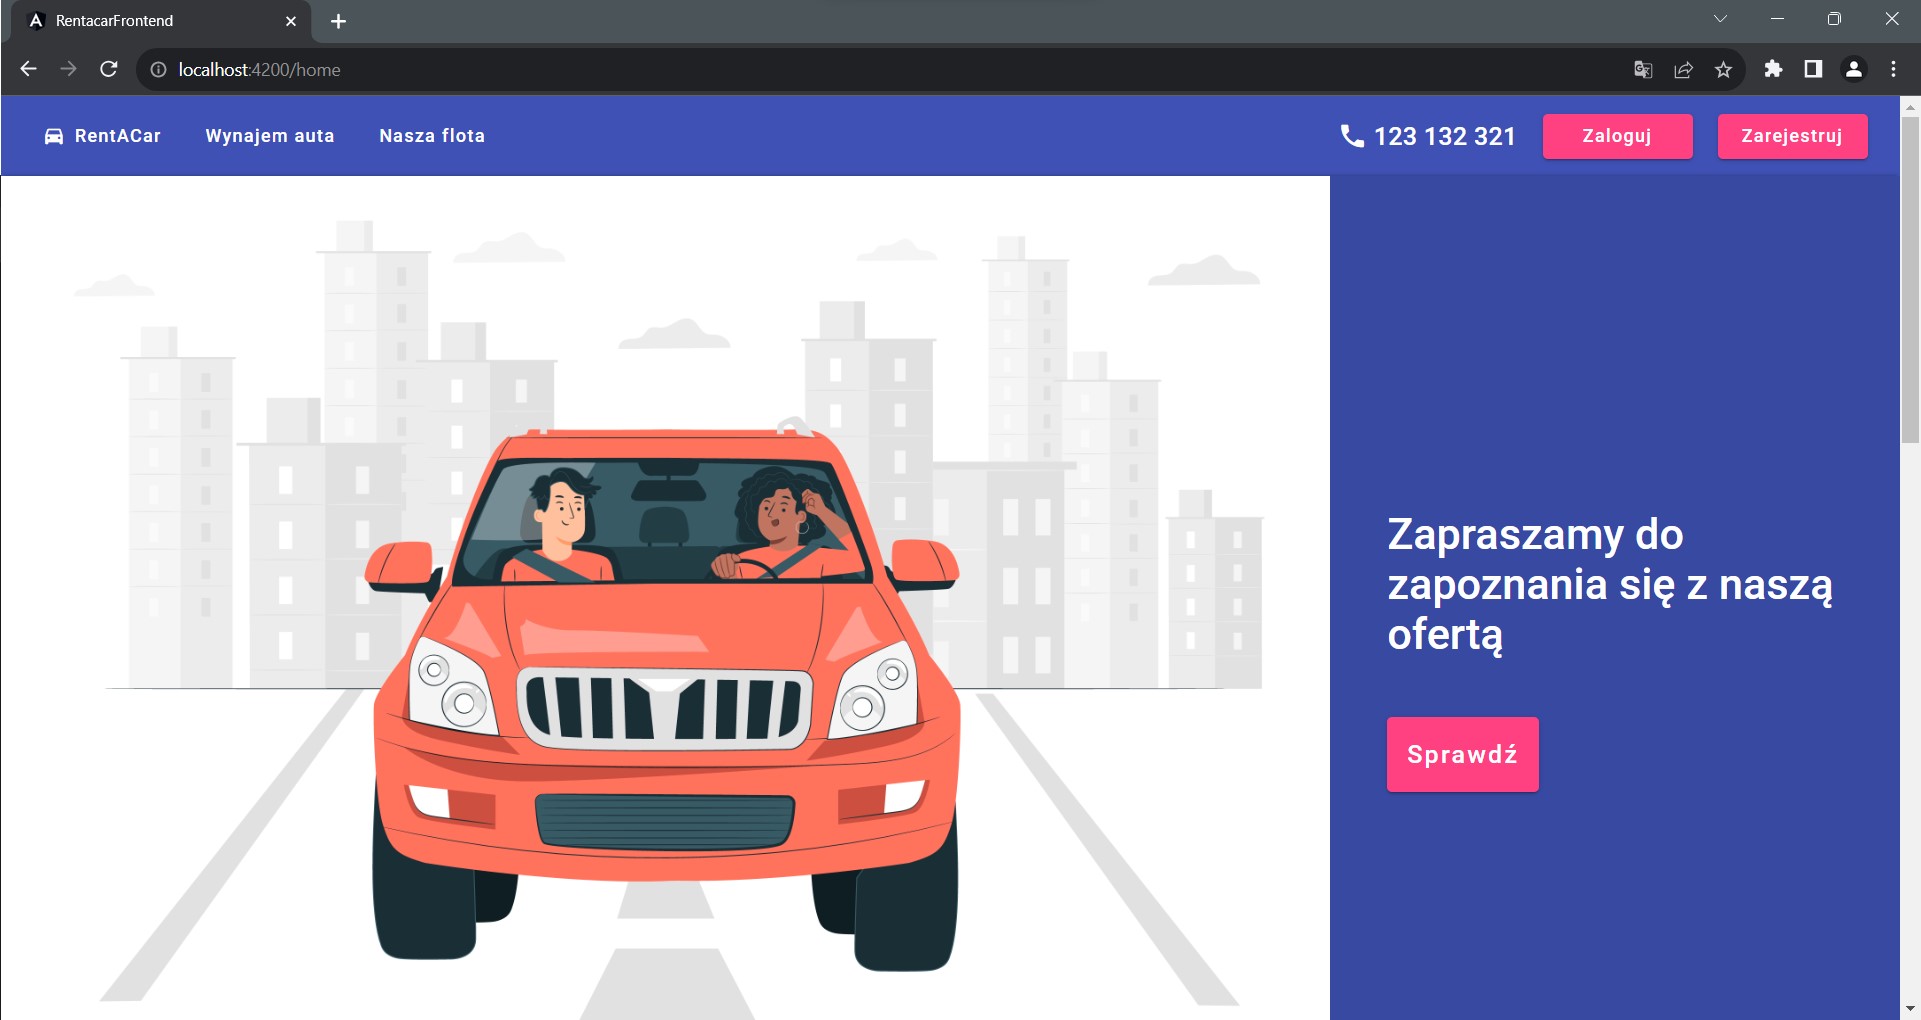 RentacarFrontend
localhost:4200/home
RentACar Wynajem auta Nasza flota 123 132 321 Zaloguj Zarejestruj
Zapraszamy do
zapoznania się z naszą
ofertą
Sprawdź